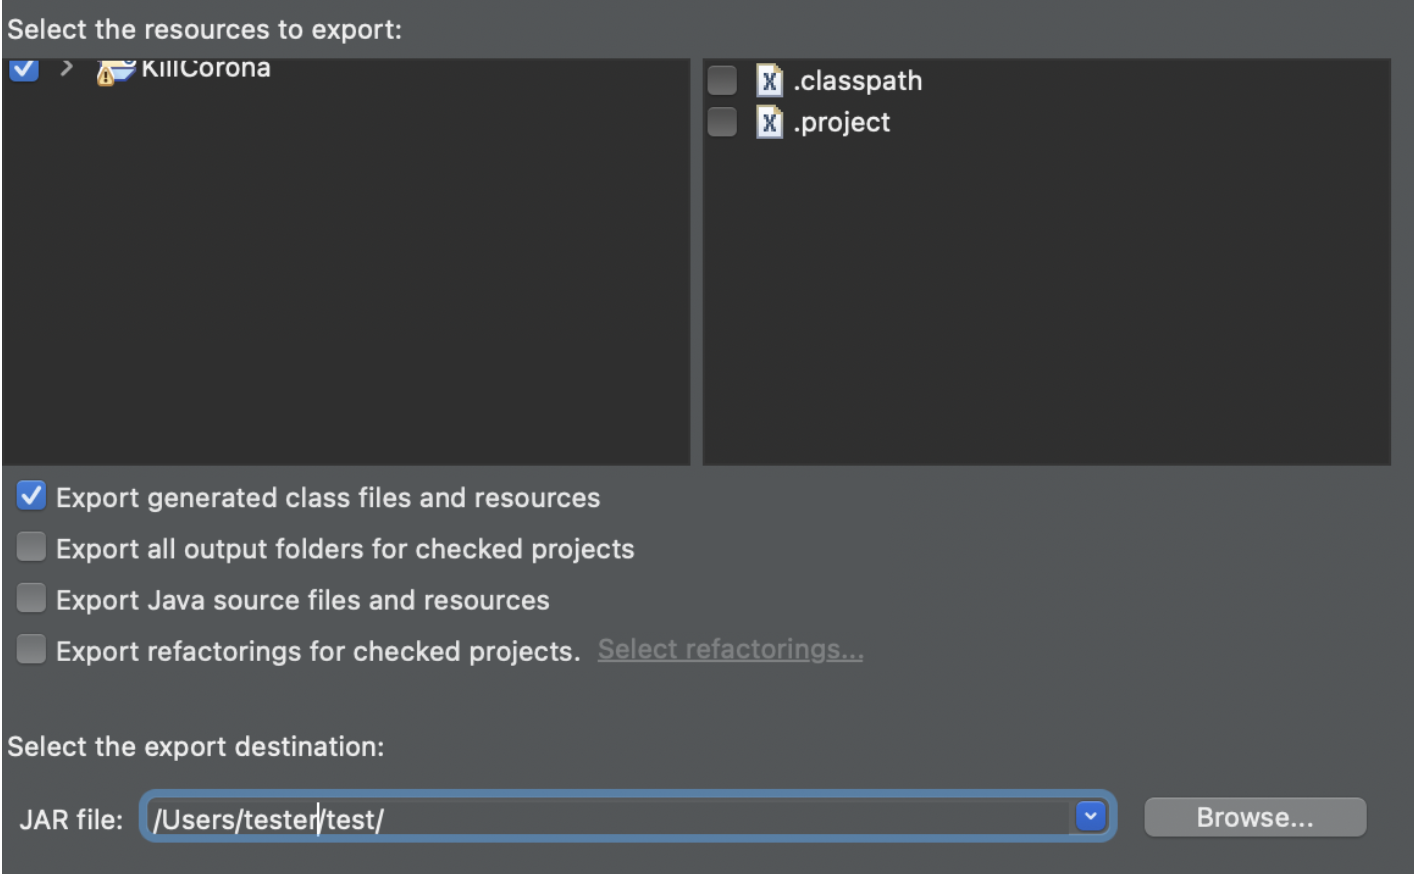 Select the resources to export:
KillCorona
.classpath
.project
Export generated class files and resources
Export all output folders for checked projects
Export Java source files and resources
Export refactorings for checked projects. Select refactorings...
Select the export destination:
JAR file: /Users/tester/test/ Browse...